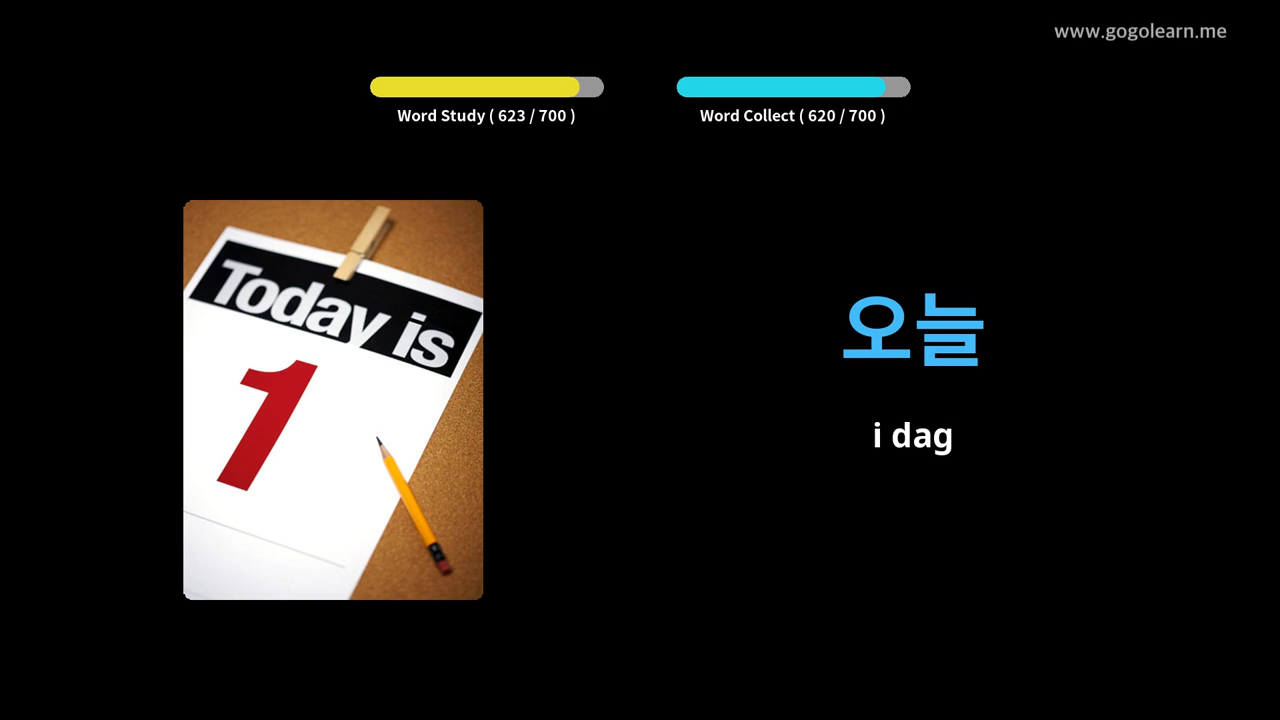 www.gogolearn.me
Word Study ( 623 / 700 )
Word Collect ( 620 / 700 )
Today is
1
오늘
i dag